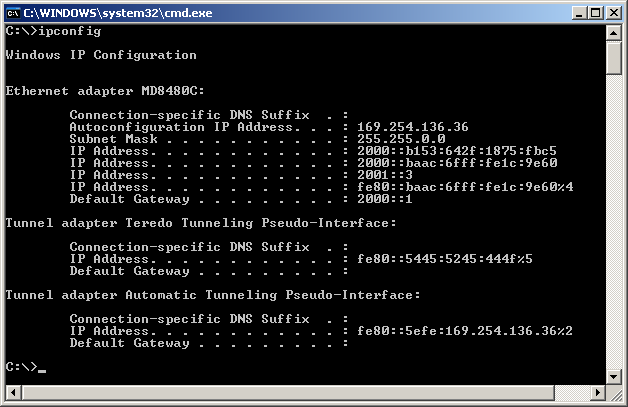 C:\WINDOWS\system32\cmd.exe
C:\>ipconfig
Windows IP Configuration
Ethernet adapter MD8480C:
Connection-specific DNS Suffix . :
Autoconfiguration IP Address. . . : 169.254.136.36
Subnet Mask . . . . . . . . . . . : 255.255.0.0
IP Address. . . . . . . . . . . . : 2000::b153:642f:1875:fbc5
IP Address. . . . . . . . . . . . : 2000::baac:6fff:fe1c:9e60
IP Address. . . . . . . . . . . . : 2001::3
IP Address. . . . . . . . . . . . : fe80::baac:6fff:fe1c:9e60%4
Default Gateway . . . . . . . . . : 2000::1
Tunnel adapter Teredo Tunneling Pseudo-Interface:
Connection-specific DNS Suffix . :
IP Address. . . . . . . . . . . . : fe80::5445:5245:444f%5
Default Gateway . . . . . . . . . :
Tunnel adapter Automatic Tunneling Pseudo-Interface:
Connection-specific DNS Suffix . :
IP Address. . . . . . . . . . . . : fe80::5efe:169.254.136.36%2
Default Gateway . . . . . . . . . :
C:\>_